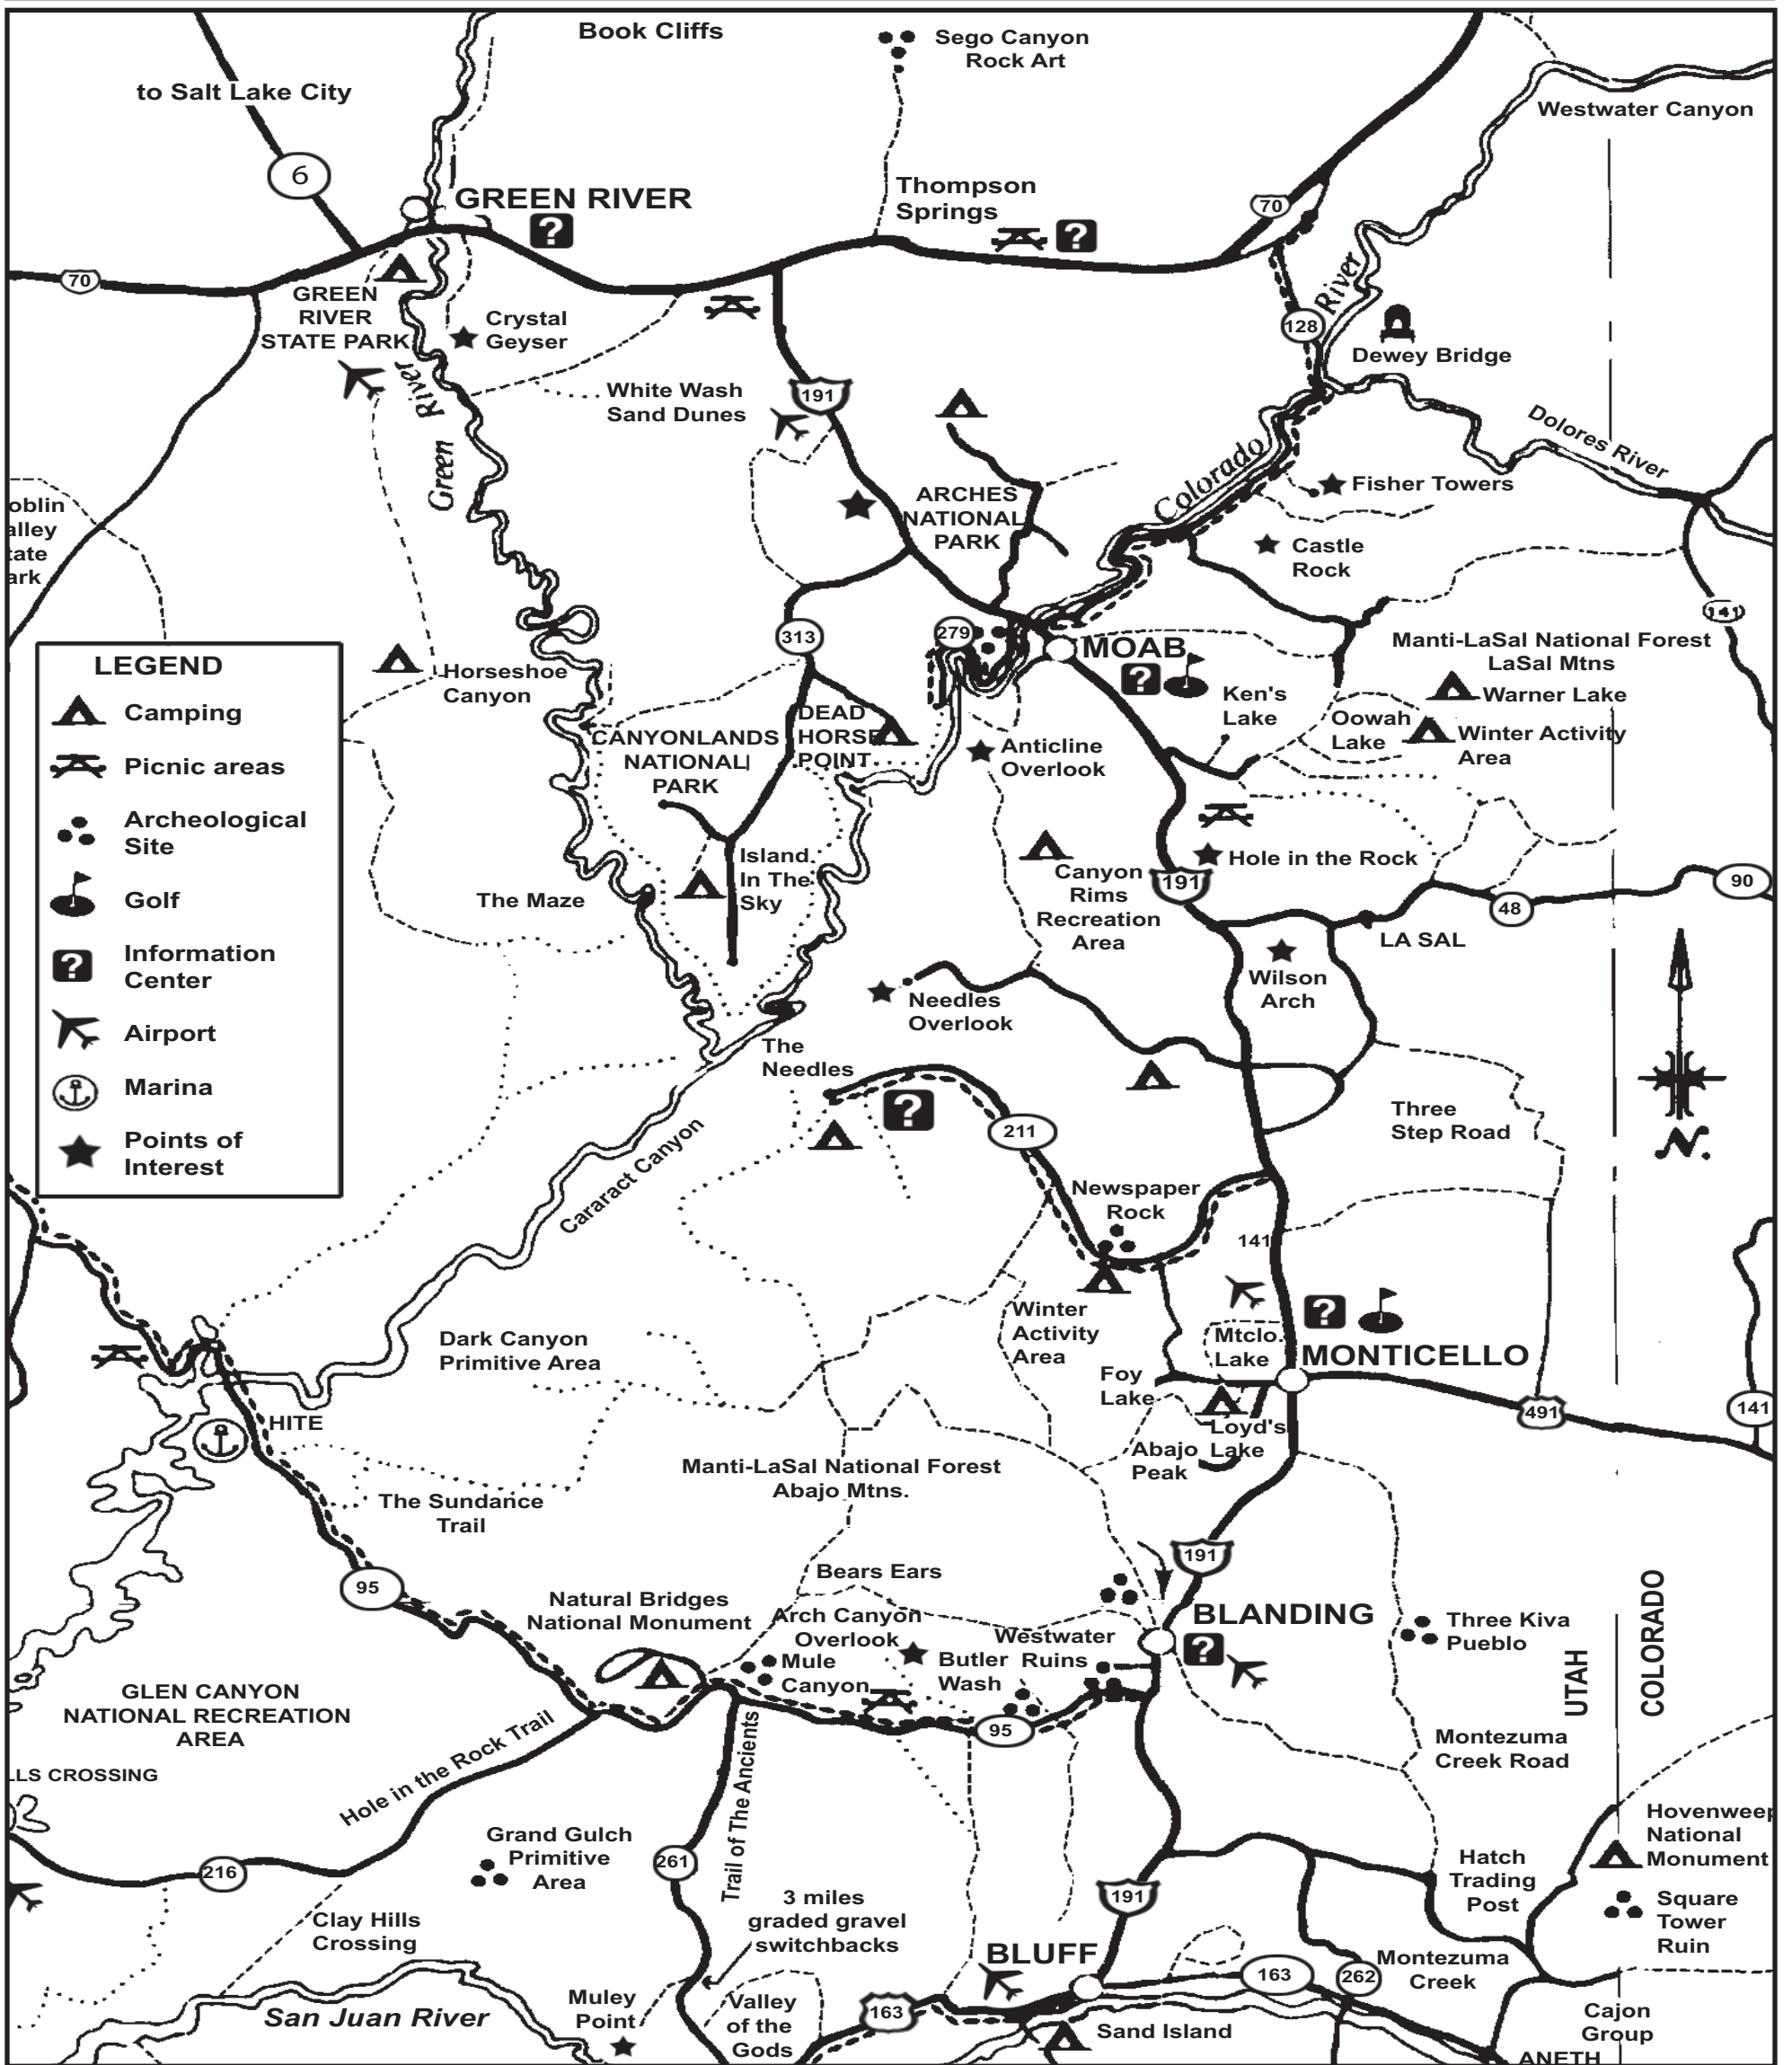 Book Cliffs
Sego Canyon
Rock Art
to Salt Lake City
Westwater Canyon
6
GREEN RIVER
?
Thompson
Springs
?
70
70
GREEN
RIVER
STATE PARK
Crystal
Geyser
River
128
Dewey Bridge
White Wash
Sand Dunes
191
Green River
Dolores River
Colorado
Fisher Towers
ARCHES
NATIONAL
PARK
Castle
Rock
oblin
alley
tate
ark
141
313
279
MOAB
?
Manti-LaSal National Forest
LaSal Mtns
Warner Lake
Ken's
Lake
Oowah
Lake
Winter Activity
Area
LEGEND
Camping
Picnic areas
Archeological
Site
Golf
?
Information
Center
Airport
Marina
Points of
Interest
Horseshoe
Canyon
CANYONLANDS
NATIONAL
PARK
DEAD
HORSE
POINT
Anticline
Overlook
Hole in the Rock
Canyon
Rims
Recreation
Area
191
Island
In The
Sky
The Maze
90
48
LA SAL
Wilson
Arch
Needles
Overlook
The
Needles
?
211
Three
Step Road
Cararact Canyon
Newspaper
Rock
141
N.
Winter
Activity
Area
Mtclo.
Lake
?
MONTICELLO
Dark Canyon
Primitive Area
Foy
Lake
Loyd's
Lake
Abajo
Peak
491
141
HITE
Manti-LaSal National Forest
Abajo Mtns.
The Sundance
Trail
191
95
Bears Ears
Natural Bridges
National Monument
Arch Canyon
Overlook
Mule
Canyon
Westwater
Ruins
Butler
Wash
BLANDING
?
Three Kiva
Pueblo
UTAH
COLORADO
GLEN CANYON
NATIONAL RECREATION
AREA
95
Montezuma
Creek Road
LLS CROSSING
Hole in the Rock Trail
Trail of The Ancients
Hovenweep
National
Monument
Grand Gulch
Primitive
Area
261
216
Hatch
Trading
Post
191
3 miles
graded gravel
switchbacks
Square
Tower
Ruin
Clay Hills
Crossing
BLUFF
163
262
Montezuma
Creek
San Juan River
Muley
Point
Valley
of the
Gods
163
Sand Island
Cajon
Group
ANETH